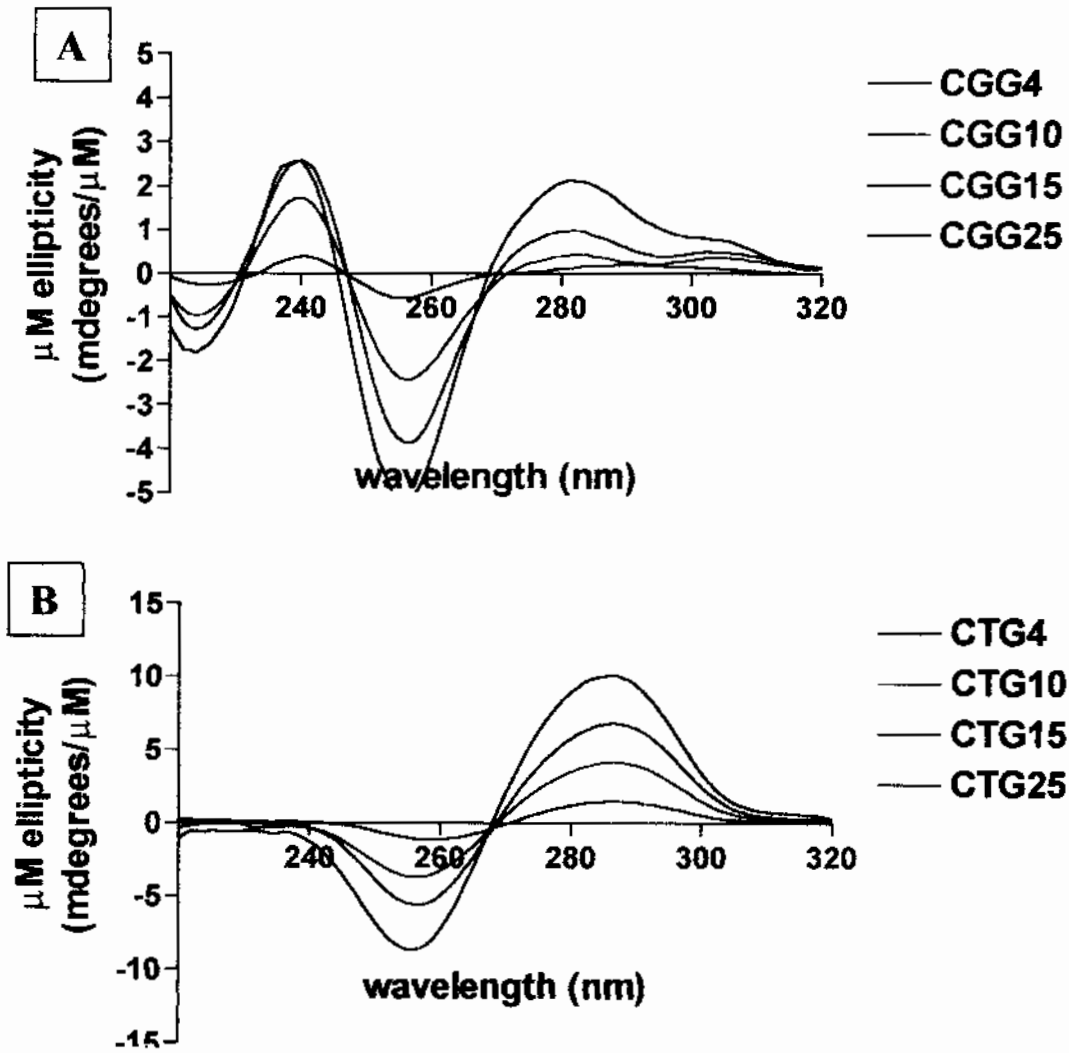 A
5
4
3
2
1
0
-1
-2
-3
-4
-5
µM ellipticity
(mdegrees/µM)
240 260 280 300 320
wavelength (nm)
CGG4
CGG10
CGG15
CGG25
B
15
10
5
0
-5
-10
-15
µM ellipticity
(mdegrees/µM)
240 260 280 300 320
wavelength (nm)
CTG4
CTG10
CTG15
CTG25